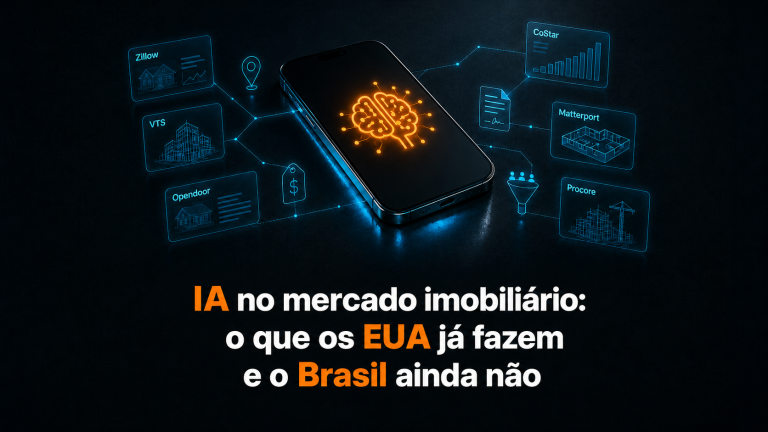 Zillow
CoStar
VTS
Matterport
Opendoor
$
Procore
IA no mercado imobiliário:
o que os EUA já fazem
e o Brasil ainda não